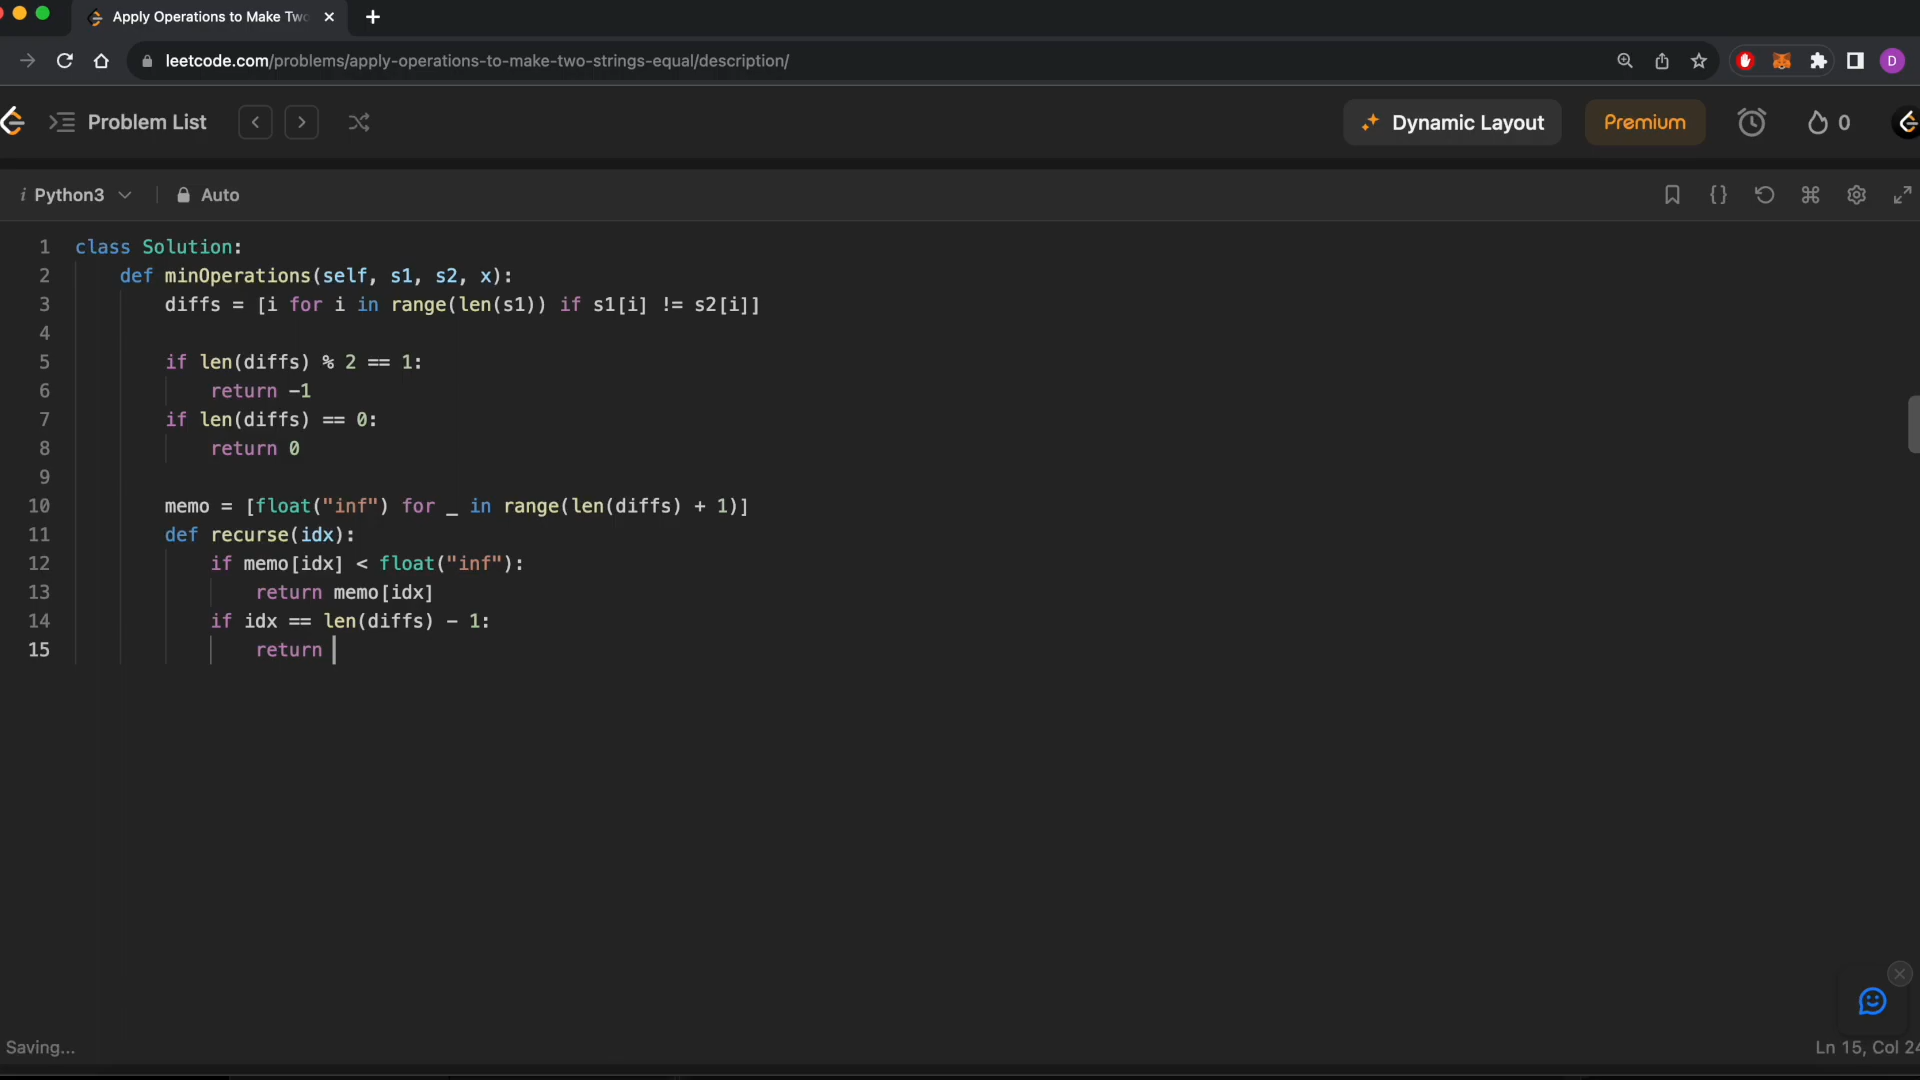 Apply Operations to Make Two
leetcode.com/problems/apply-operations-to-make-two-strings-equal/description/
D
Problem List
Dynamic Layout
Premium
0
i Python3
Auto
1 class Solution:
2 def minOperations(self, s1, s2, x):
3 diffs = [i for i in range(len(s1)) if s1[i] != s2[i]]
4
5 if len(diffs) % 2 == 1:
6 return -1
7 if len(diffs) == 0:
8 return 0
9
10 memo = [float("inf") for _ in range(len(diffs) + 1)]
11 def recurse(idx):
12 if memo[idx] < float("inf"):
13 return memo[idx]
14 if idx == len(diffs) - 1:
15 return
Saving...
Ln 15, Col 24